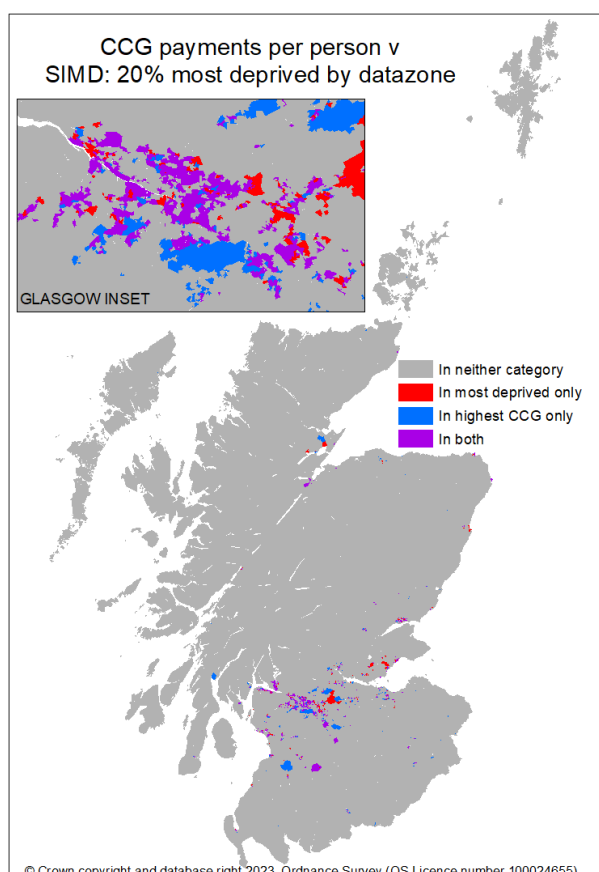 CCG payments per person v
SIMD: 20% most deprived by datazone
GLASGOW INSET
In neither category
In most deprived only
In highest CCG only
In both
© Crown copyright and database right 2023. Ordnance Survey (OS Licence number 100024655)